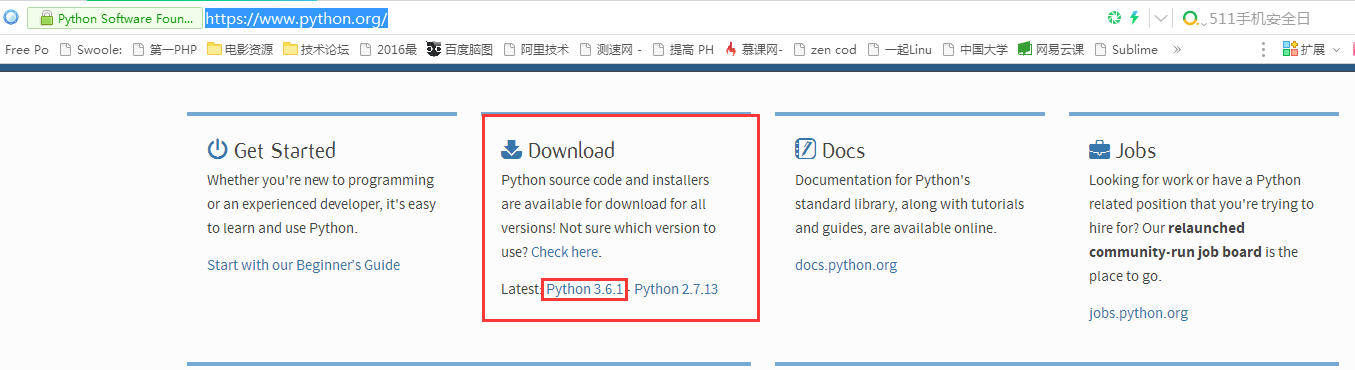 Python Software Foun... https://www.python.org/ 511手机安全日
Free Po Swoole: 第一PHP 电影资源 技术论坛 2016最 百度脑图 阿里技术 测速网 - 提高 PH 慕课网- zen cod 一起Linu 中国大学 网易云课 Sublime » 扩展
Get Started
Whether you're new to programming
or an experienced developer, it's easy
to learn and use Python.
Start with our Beginner's Guide
Download
Python source code and installers
are available for download for all
versions! Not sure which version to
use? Check here.
Latest: Python 3.6.1 - Python 2.7.13
Docs
Documentation for Python's
standard library, along with tutorials
and guides, are available online.
docs.python.org
Jobs
Looking for work or have a Python
related position that you're trying to
hire for? Our relaunched
community-run job board is the
place to go.
jobs.python.org